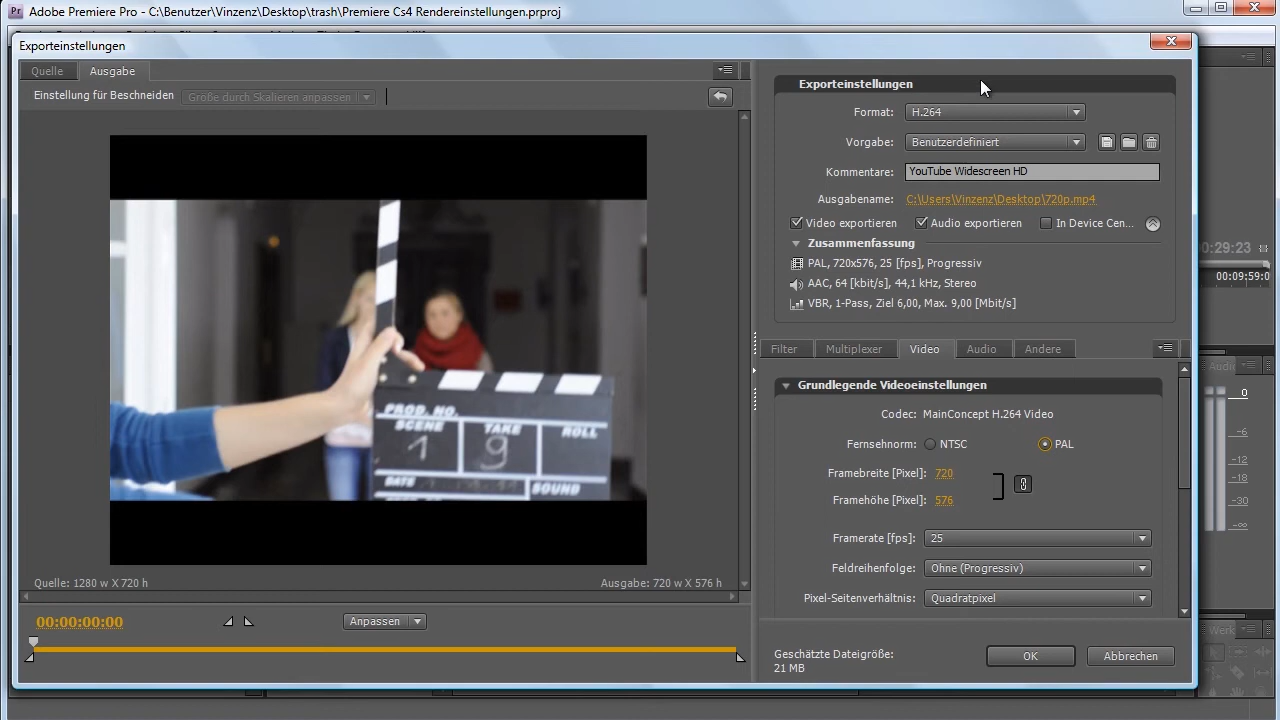 Adobe Premiere Pro - C:\Benutzer\Vinzenz\Desktop\trash\Premiere Cs4 Rendereinstellungen.prproj
Exporteinstellungen
Quelle Ausgabe
Einstellung für Beschneiden Größe durch Skalieren anpassen
PROD. NO.
SCENE TAKE ROLL
1 9
DATE SOUND
Quelle: 1280 w X 720 h Ausgabe: 720 w X 576 h
00:00:00:00 Anpassen
Exporteinstellungen
Format: H.264
Vorgabe: Benutzerdefiniert
Kommentare: YouTube Widescreen HD
Ausgabename: C:\Users\Vinzenz\Desktop\720p.mp4
Video exportieren Audio exportieren In Device Cen...
Zusammenfassung
PAL, 720x576, 25 [fps], Progressiv
AAC, 64 [kbit/s], 44,1 kHz, Stereo
VBR, 1-Pass, Ziel 6,00, Max. 9,00 [Mbit/s]
Filter Multiplexer Video Audio Andere
Grundlegende Videoeinstellungen
Codec: MainConcept H.264 Video
Fernsehnorm: NTSC PAL
Framebreite [Pixel]: 720
Framehöhe [Pixel]: 576
Framerate [fps]: 25
Feldreihenfolge: Ohne (Progressiv)
Pixel-Seitenverhältnis: Quadratpixel
Geschätzte Dateigröße:
21 MB
OK Abbrechen
00:29:23
00:09:59:0
Audio
0
-6
-12
-18
-30
-∞
Werk